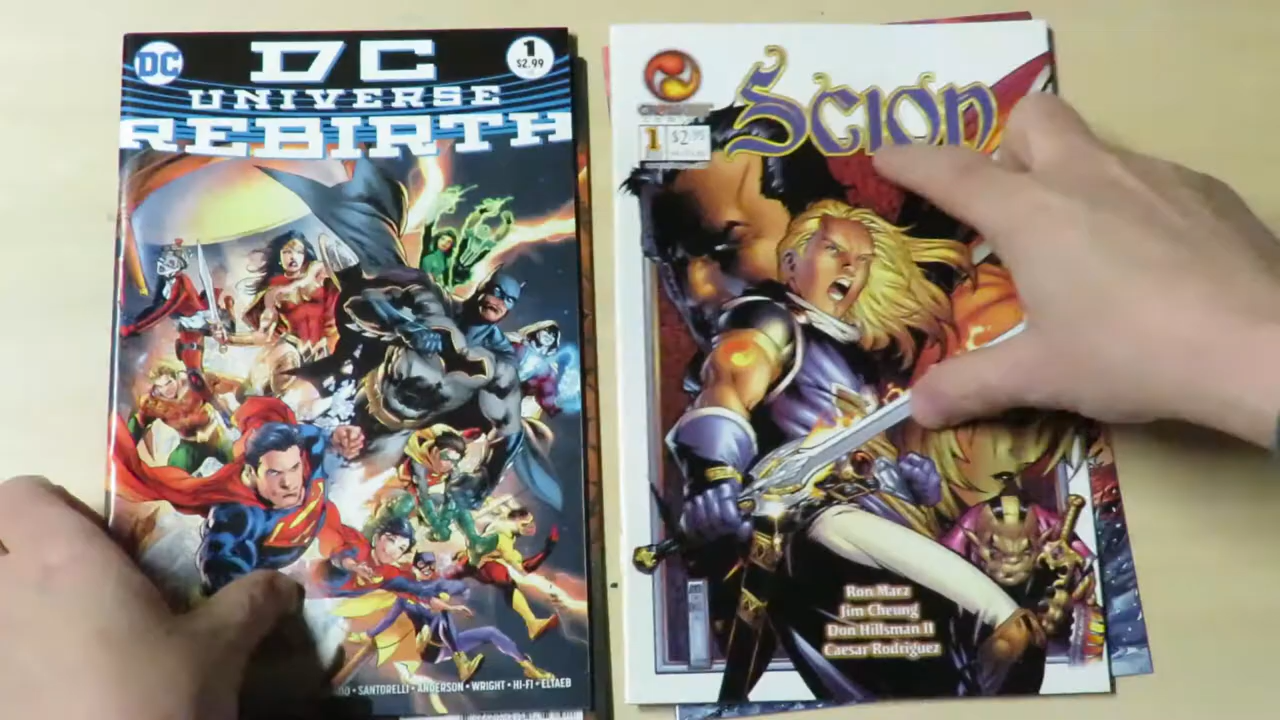 DC
DC
1
$2.99
UNIVERSE
REBIRTH
SANTORELLI • ANDERSON • WRIGHT • HI-FI • ELTAEB
SCION
1
$2.95
Ron Marz
Jim Cheung
Don Hillsman II
Caesar Rodriguez